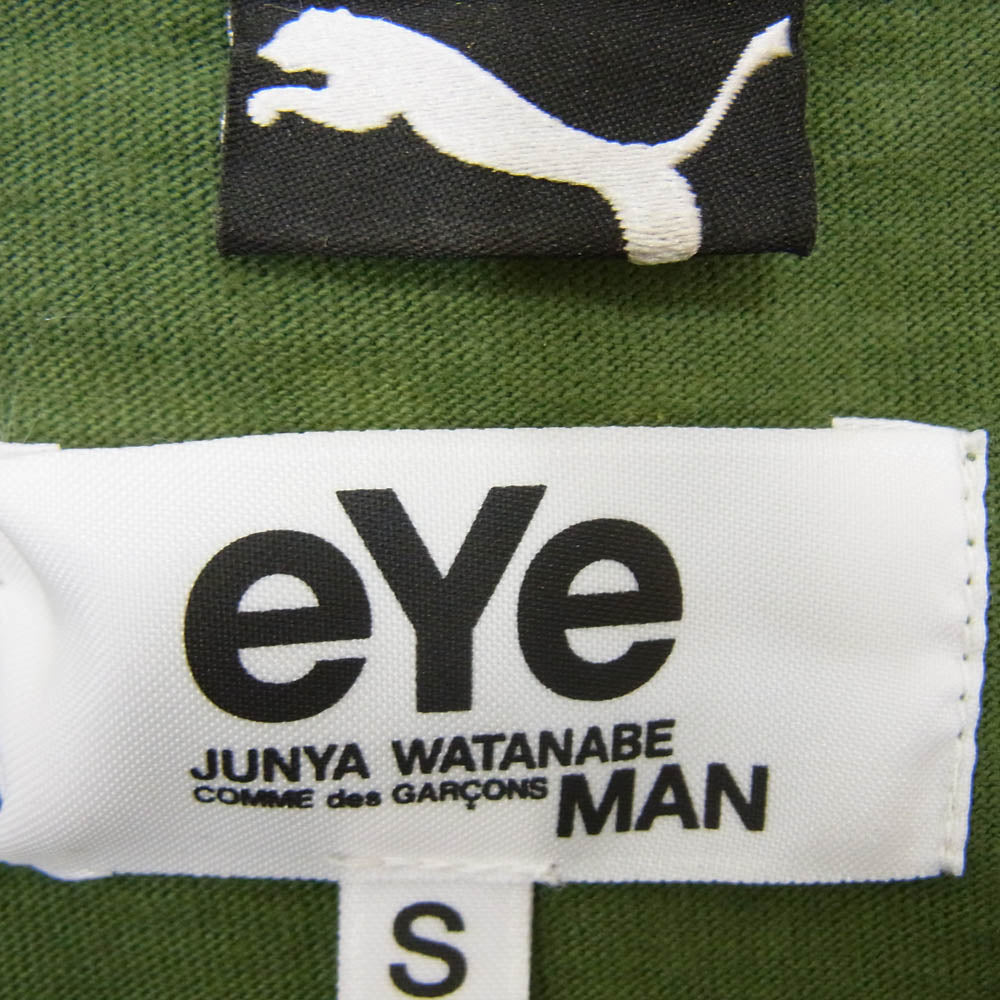 eYe
JUNYA WATANABE
COMME des GARÇONS MAN
S